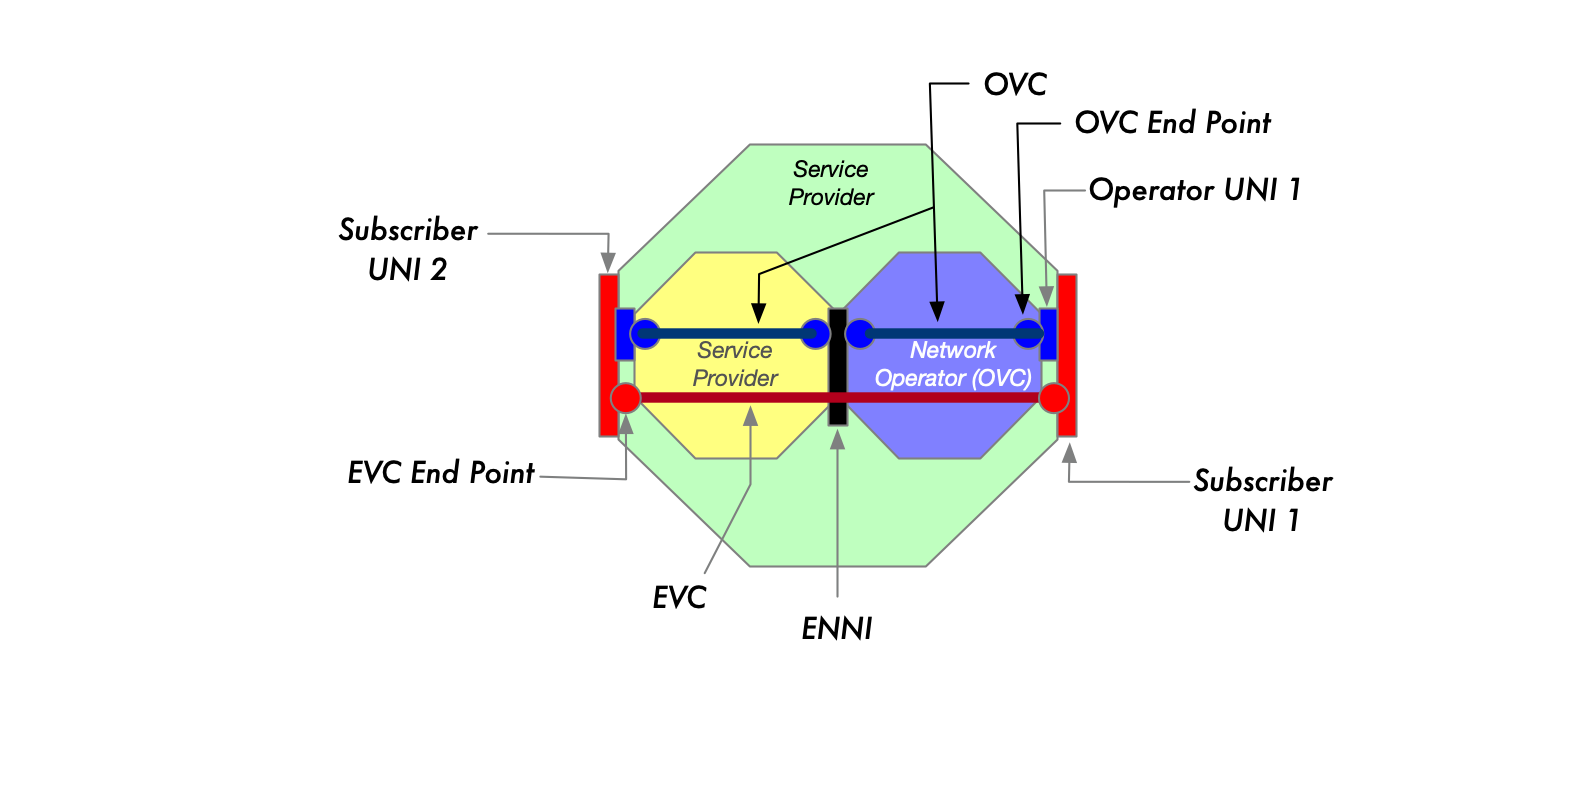 OVC
OVC End Point
Service
Provider
Operator UNI 1
Subscriber
UNI 2
Service
Provider
Network
Operator (OVC)
EVC End Point
Subscriber
UNI 1
EVC
ENNI